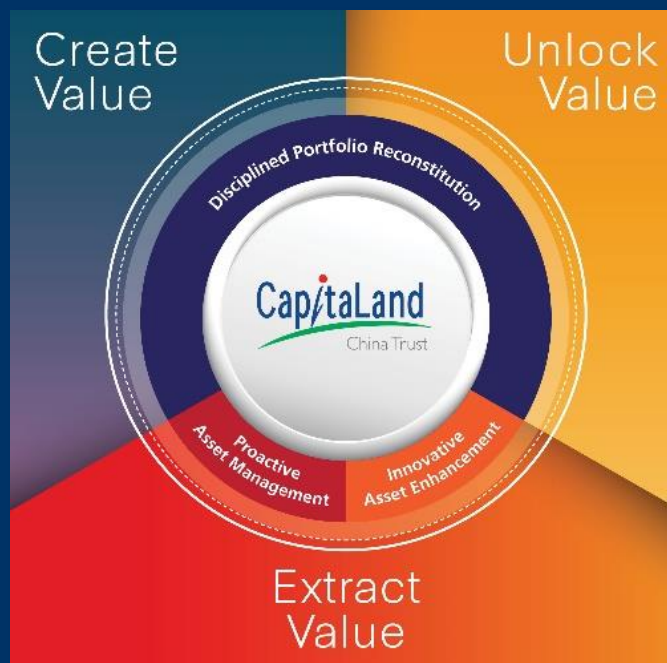 Create
Value
Unlock
Value
Disciplined Portfolio Reconstitution
CapitaLand
China Trust
Proactive
Asset Management
Innovative
Asset Enhancement
Extract
Value